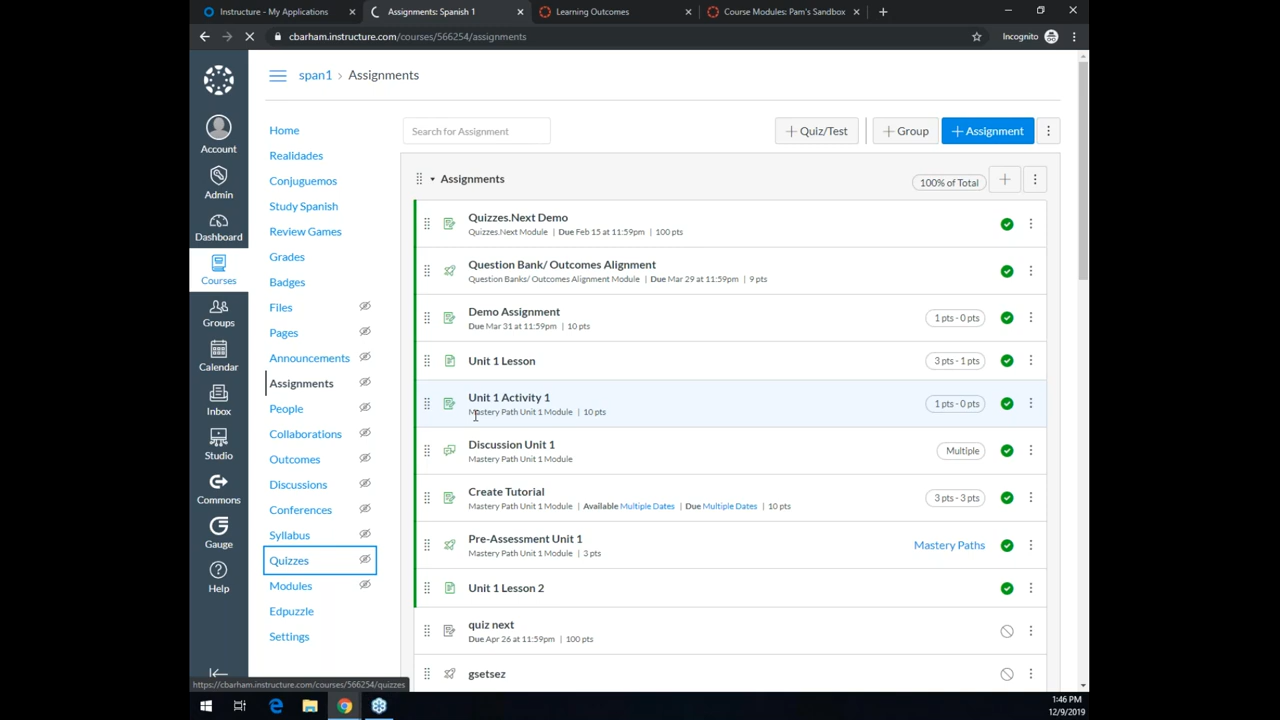 Instructure - My Applications
Assignments: Spanish 1
Learning Outcomes
Course Modules: Pam's Sandbox
cbarham.instructure.com/courses/566254/assignments
Incognito
span1 › Assignments
Account
Admin
Dashboard
Courses
Groups
Calendar
Inbox
Studio
Commons
Gauge
Help
Home
Realidades
Conjuguemos
Study Spanish
Review Games
Grades
Badges
Files
Pages
Announcements
Assignments
People
Collaborations
Outcomes
Discussions
Conferences
Syllabus
Quizzes
Modules
Edpuzzle
Settings
Search for Assignment
+ Quiz/Test
+ Group
+ Assignment
Assignments
100% of Total
Quizzes.Next Demo
Quizzes.Next Module | Due Feb 15 at 11:59pm | 100 pts
Question Bank/ Outcomes Alignment
Question Banks/ Outcomes Alignment Module | Due Mar 29 at 11:59pm | 9 pts
Demo Assignment
Due Mar 31 at 11:59pm | 10 pts
1 pts - 0 pts
Unit 1 Lesson
3 pts - 1 pts
Unit 1 Activity 1
Mastery Path Unit 1 Module | 10 pts
1 pts - 0 pts
Discussion Unit 1
Mastery Path Unit 1 Module
Multiple
Create Tutorial
Mastery Path Unit 1 Module | Available Multiple Dates | Due Multiple Dates | 10 pts
3 pts - 3 pts
Pre-Assessment Unit 1
Mastery Path Unit 1 Module | 3 pts
Mastery Paths
Unit 1 Lesson 2
quiz next
Due Apr 26 at 11:59pm | 100 pts
gsetsez
https://cbarham.instructure.com/courses/566254/quizzes
1:46 PM
12/9/2019